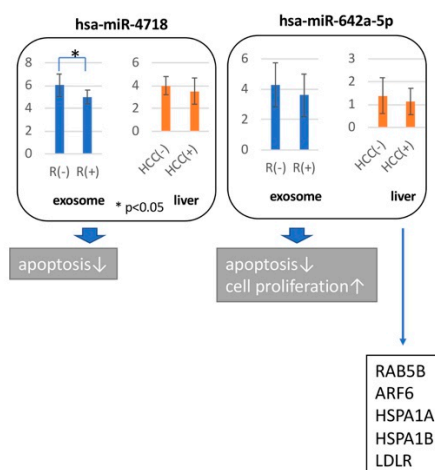 hsa-miR-4718
hsa-miR-642a-5p
*
8
6
4
2
0
R(-) R(+)
exosome
6
4
2
0
HCC(-) HCC(+)
liver
* p<0.05
6
4
2
0
R(-) R(+)
exosome
3
2
1
0
HCC(-) HCC(+)
liver
apoptosis↓
apoptosis↓
cell proliferation↑
RAB5B
ARF6
HSPA1A
HSPA1B
LDLR